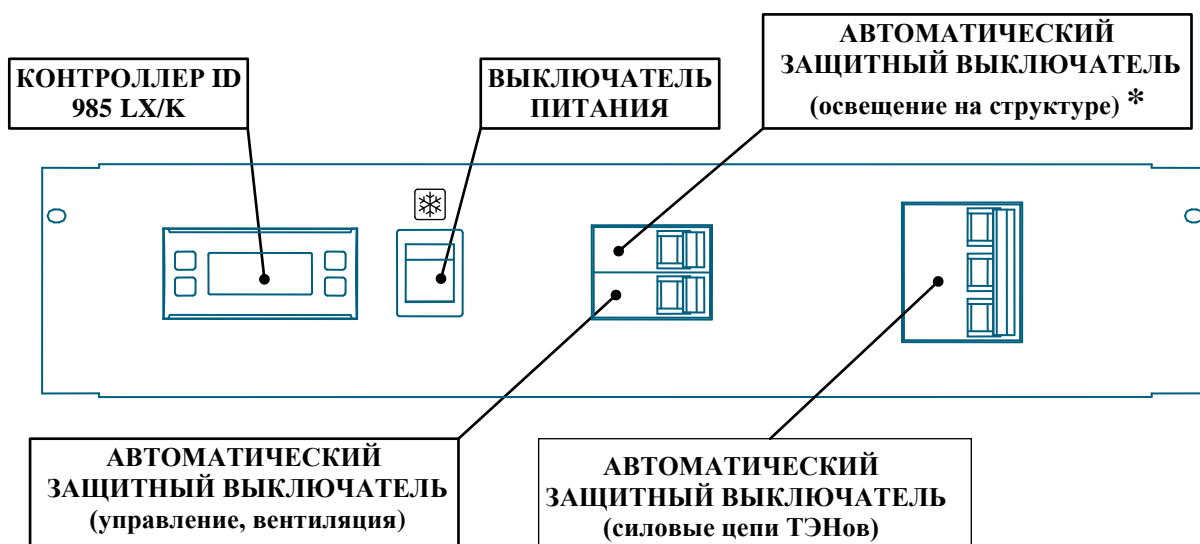 КОНТРОЛЛЕР ID
985 LX/K
ВЫКЛЮЧАТЕЛЬ
ПИТАНИЯ
АВТОМАТИЧЕСКИЙ
ЗАЩИТНЫЙ ВЫКЛЮЧАТЕЛЬ
(освещение на структуре) *
АВТОМАТИЧЕСКИЙ
ЗАЩИТНЫЙ ВЫКЛЮЧАТЕЛЬ
(управление, вентиляция)
АВТОМАТИЧЕСКИЙ
ЗАЩИТНЫЙ ВЫКЛЮЧАТЕЛЬ
(силовые цепи ТЭНов)